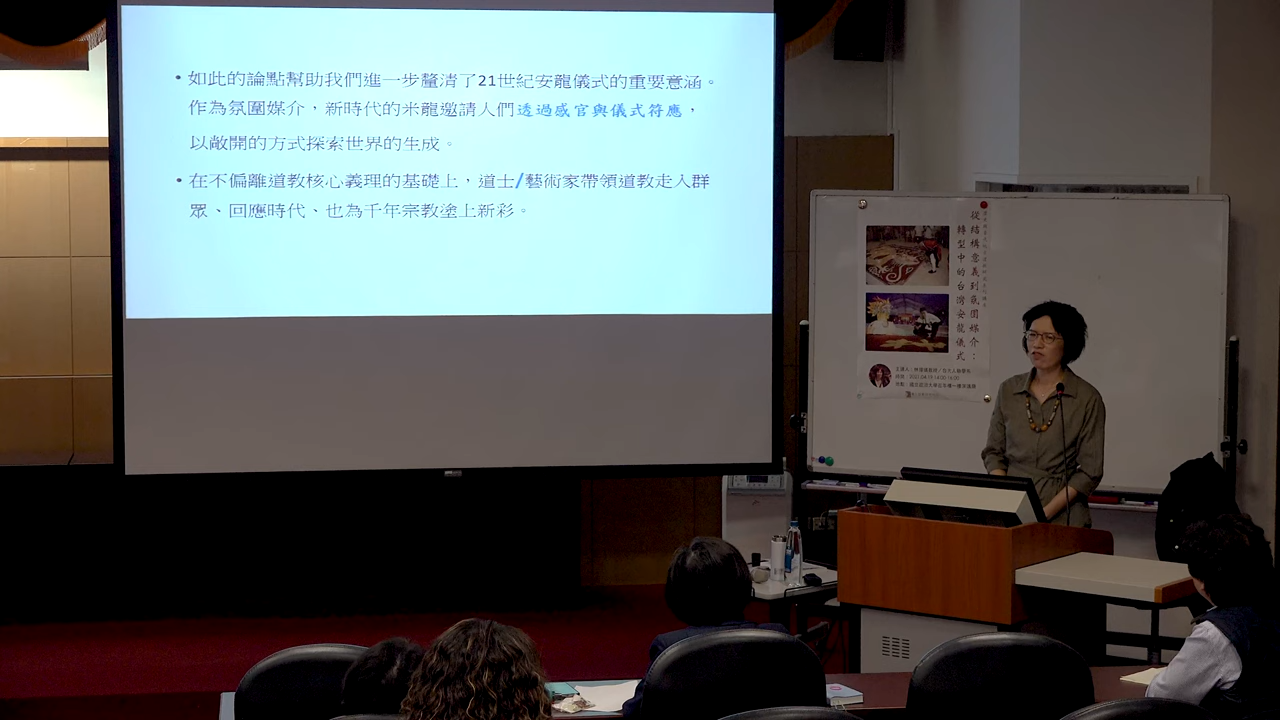 • 如此的論點幫助我們進一步釐清了21世紀安龍儀式的重要意涵。
作為氛圍媒介，新時代的米龍邀請人們透過感官與儀式符應，
以敞開的方式探索世界的生成。
• 在不偏離道教核心義理的基礎上，道士/藝術家帶領道教走入群
眾、回應時代、也為千年宗教塗上新彩。
從結構意義到氛圍媒介：
轉型中的台灣安龍儀式